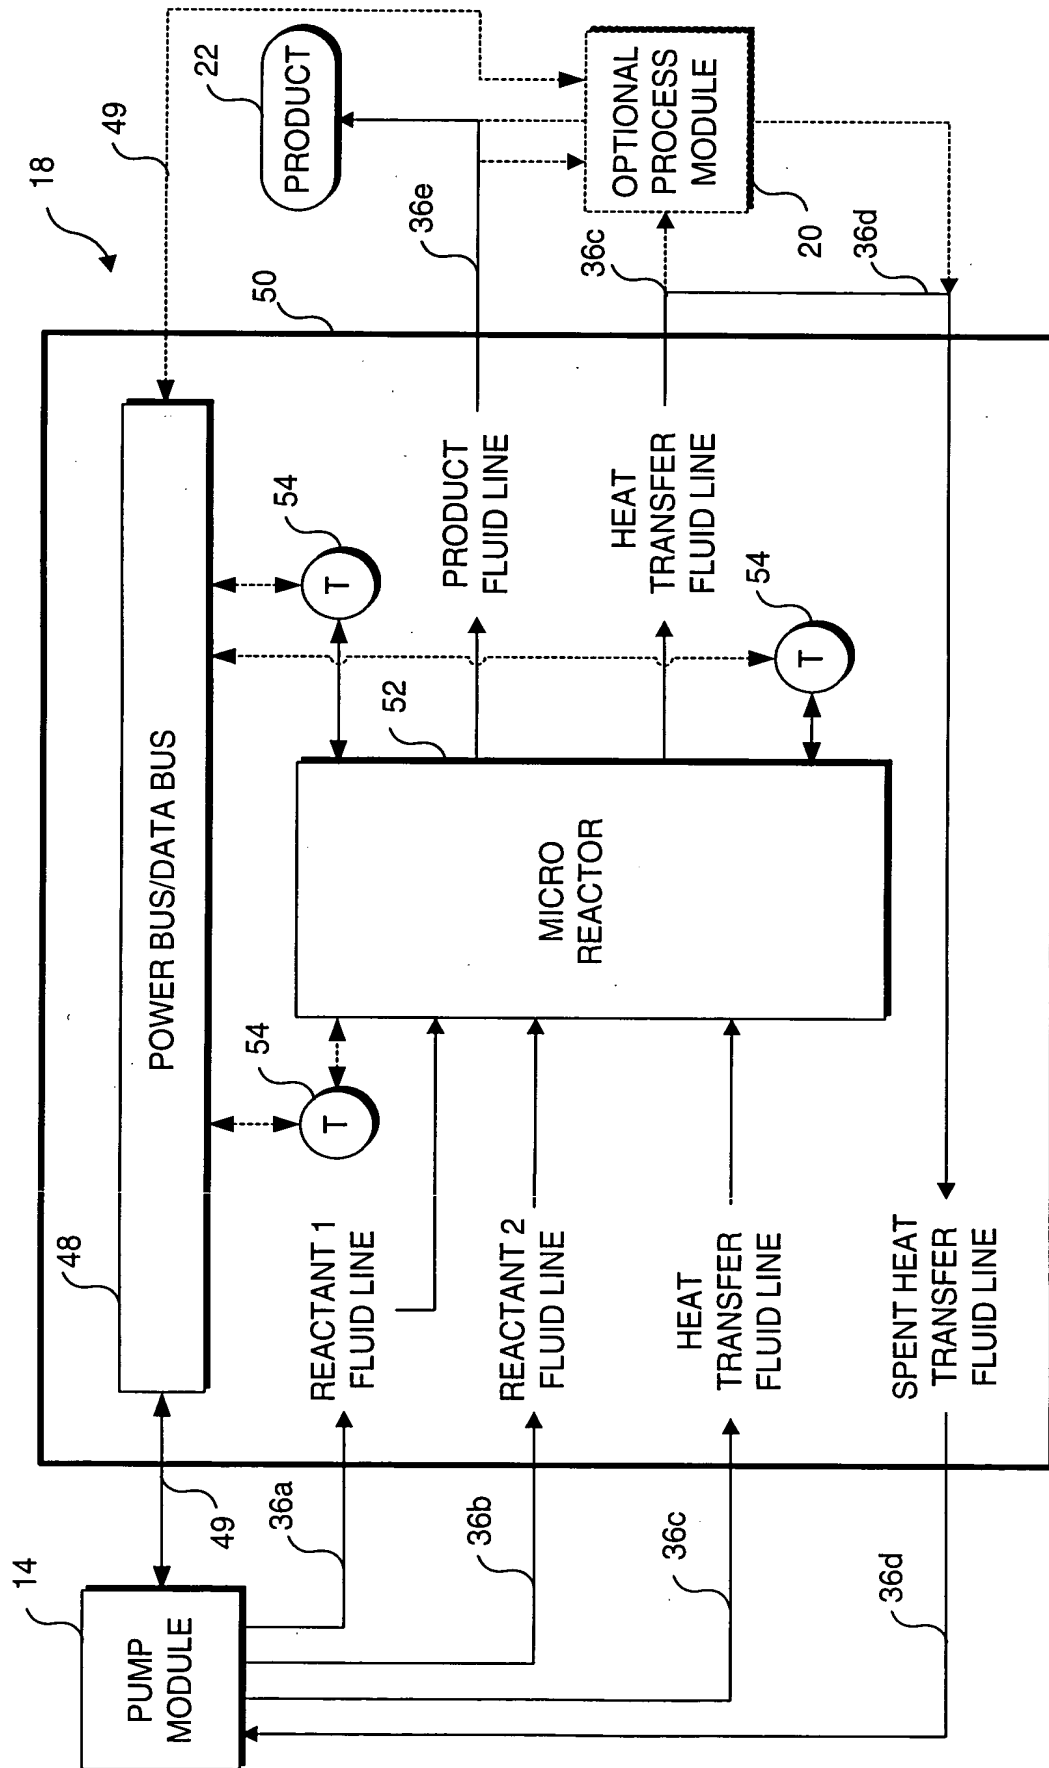 18
14
PUMP
MODULE
49
48
POWER BUS/DATA BUS
50
49
22
PRODUCT
36a
REACTANT 1
FLUID LINE
54
T
54
T
36b
REACTANT 2
FLUID LINE
MICRO
REACTOR
52
PRODUCT
FLUID LINE
36e
36c
HEAT
TRANSFER
FLUID LINE
54
T
HEAT
TRANSFER
FLUID LINE
36c
OPTIONAL
PROCESS
MODULE
20
36d
SPENT HEAT
TRANSFER
FLUID LINE
36d